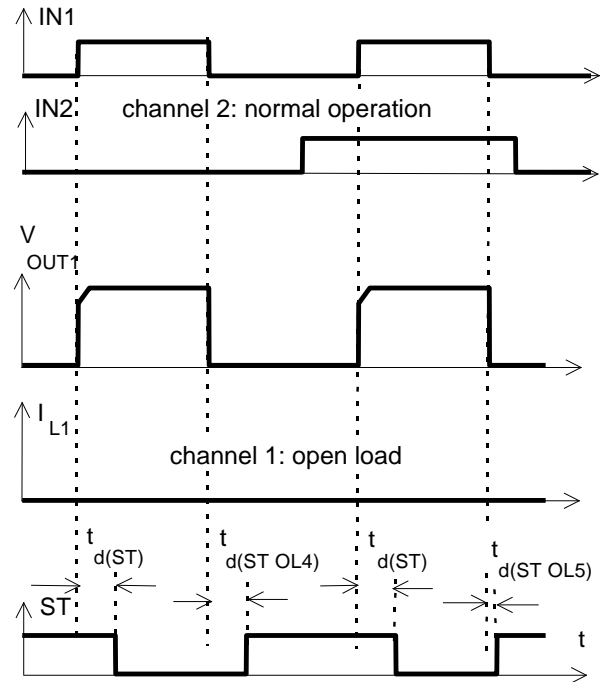 IN1
IN2
channel 2: normal operation
V
OUT1
I L1
channel 1: open load
t d(ST)
t d(ST OL4)
t d(ST)
t d(ST OL5)
ST
t